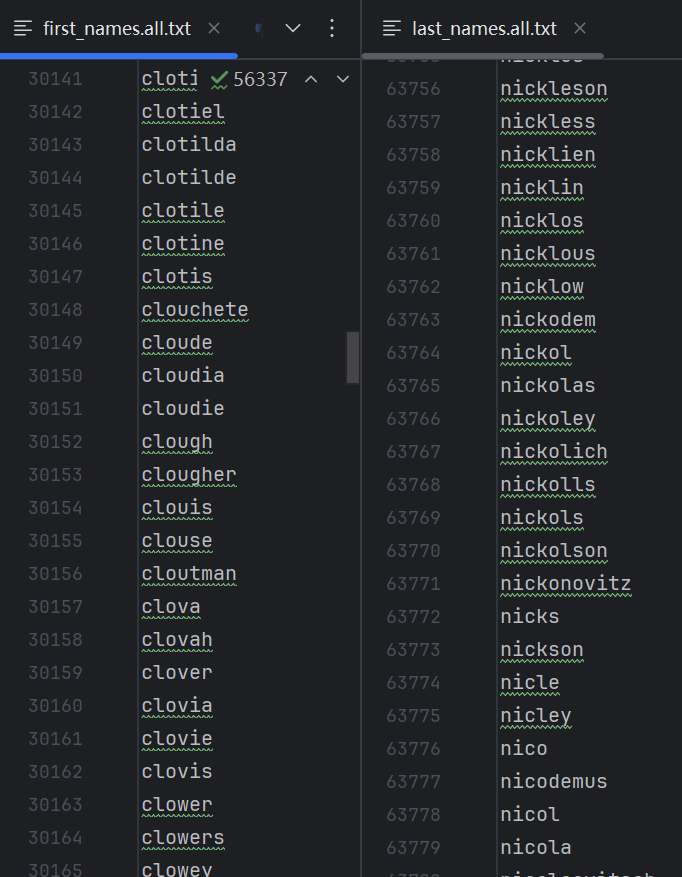 first_names.all.txt
30141 cloti 56337
30142 clotiel
30143 clotilda
30144 clotilde
30145 clotile
30146 clotine
30147 clotis
30148 clouchete
30149 cloude
30150 cloudia
30151 cloudie
30152 clough
30153 clougher
30154 clouis
30155 clouse
30156 cloutman
30157 clova
30158 clovah
30159 clover
30160 clovia
30161 clovie
30162 clovis
30163 clower
30164 clowers
30165 clowey
last_names.all.txt
63756 nickleson
63757 nickless
63758 nicklien
63759 nicklin
63760 nicklos
63761 nicklous
63762 nicklow
63763 nickodem
63764 nickol
63765 nickolas
63766 nickoley
63767 nickolich
63768 nickolls
63769 nickols
63770 nickolson
63771 nickonovitz
63772 nicks
63773 nickson
63774 nicle
63775 nicley
63776 nico
63777 nicodemus
63778 nicol
63779 nicola